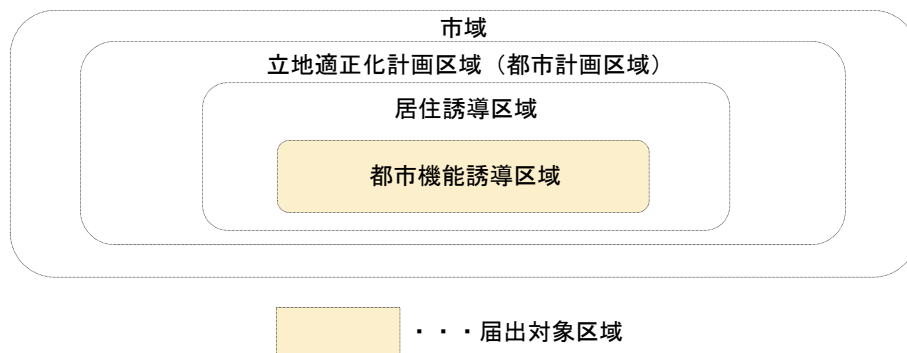 市域
立地適正化計画区域（都市計画区域）
居住誘導区域
都市機能誘導区域
・・・届出対象区域